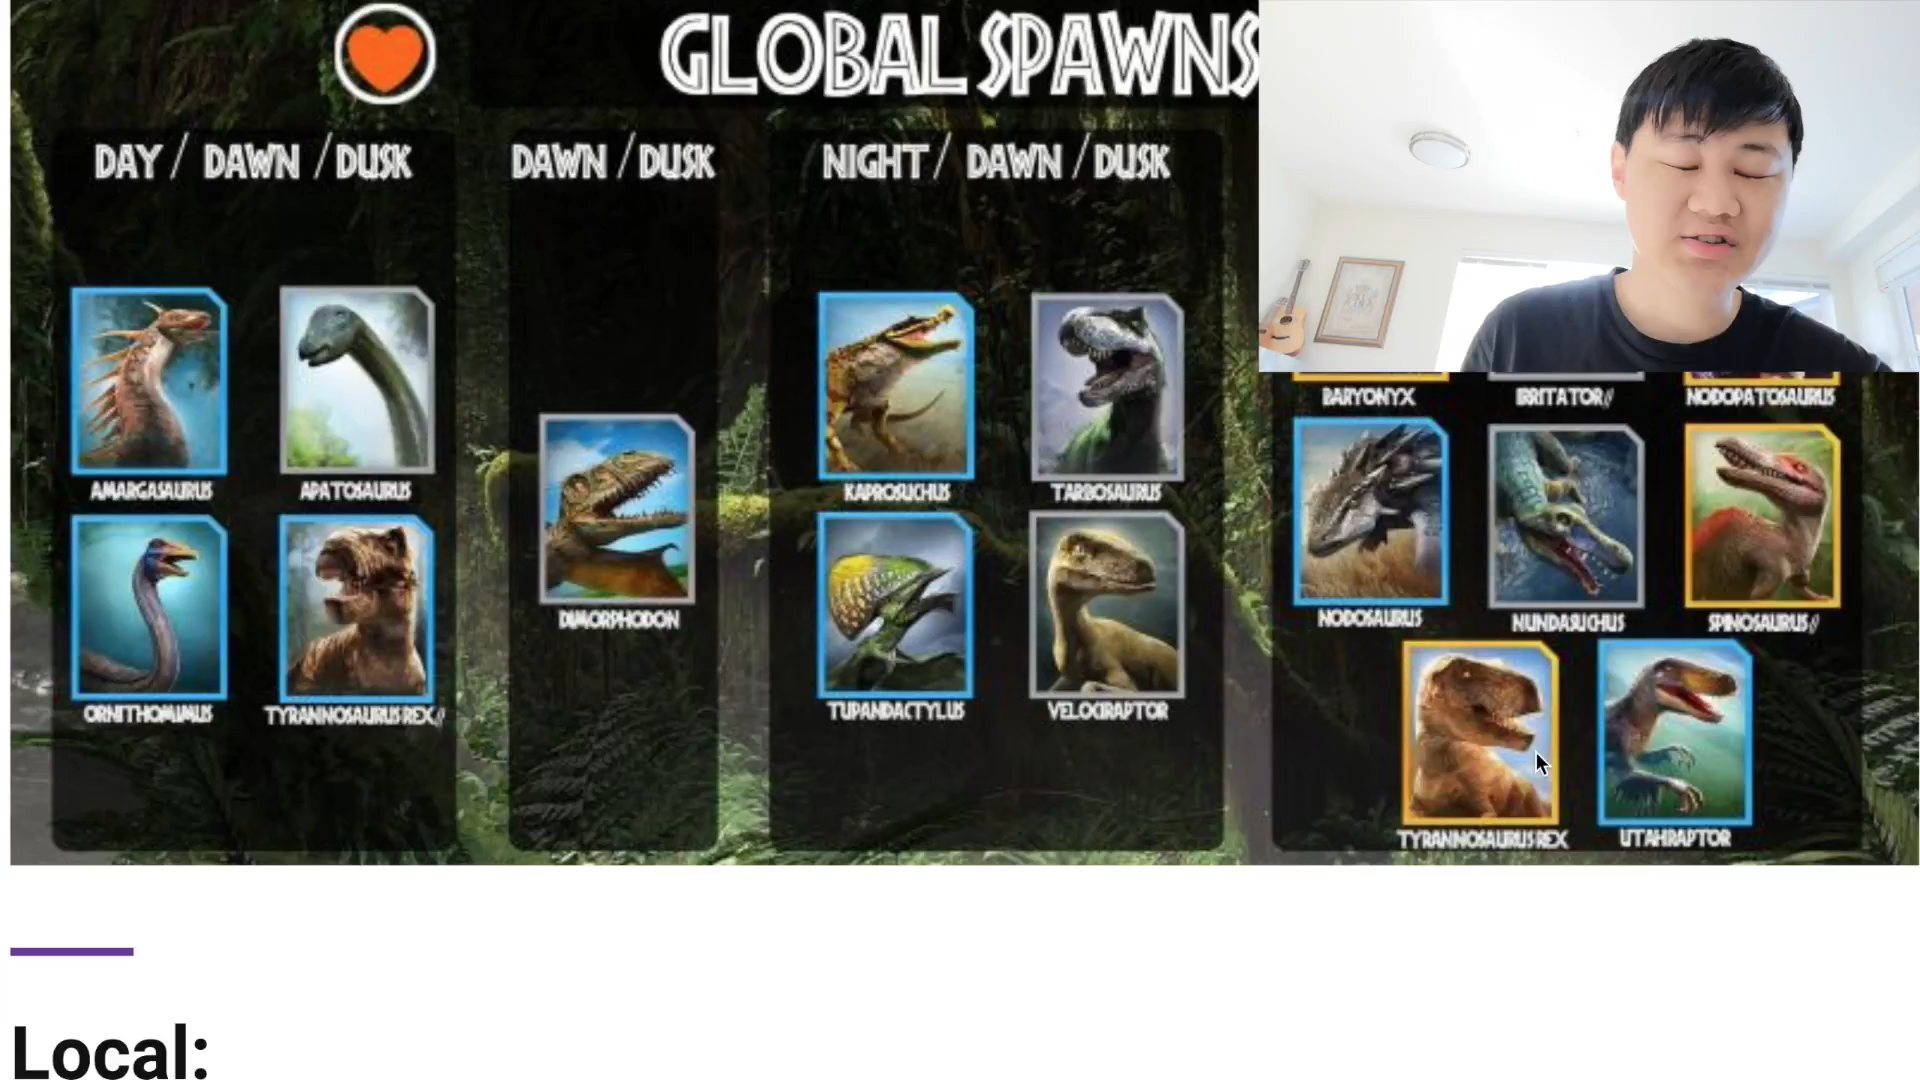 GLOBAL SPAWNS
DAY / DAWN / DUSK
DAWN / DUSK
NIGHT / DAWN / DUSK
BARYONYX
IRRITATOR//
NODOPATOSAURUS
AMARGASAURUS
APATOSAURUS
KAPROSUCHUS
TARBOSAURUS
DIMORPHODON
NODOSAURUS
NUNDASUCHUS
SPINOSAURUS//
ORNITHOMIMUS
TYRANNOSAURUS REX//
TUPANDACTYLUS
VELOCIRAPTOR
TYRANNOSAURUS REX
UTAHRAPTOR
Local: